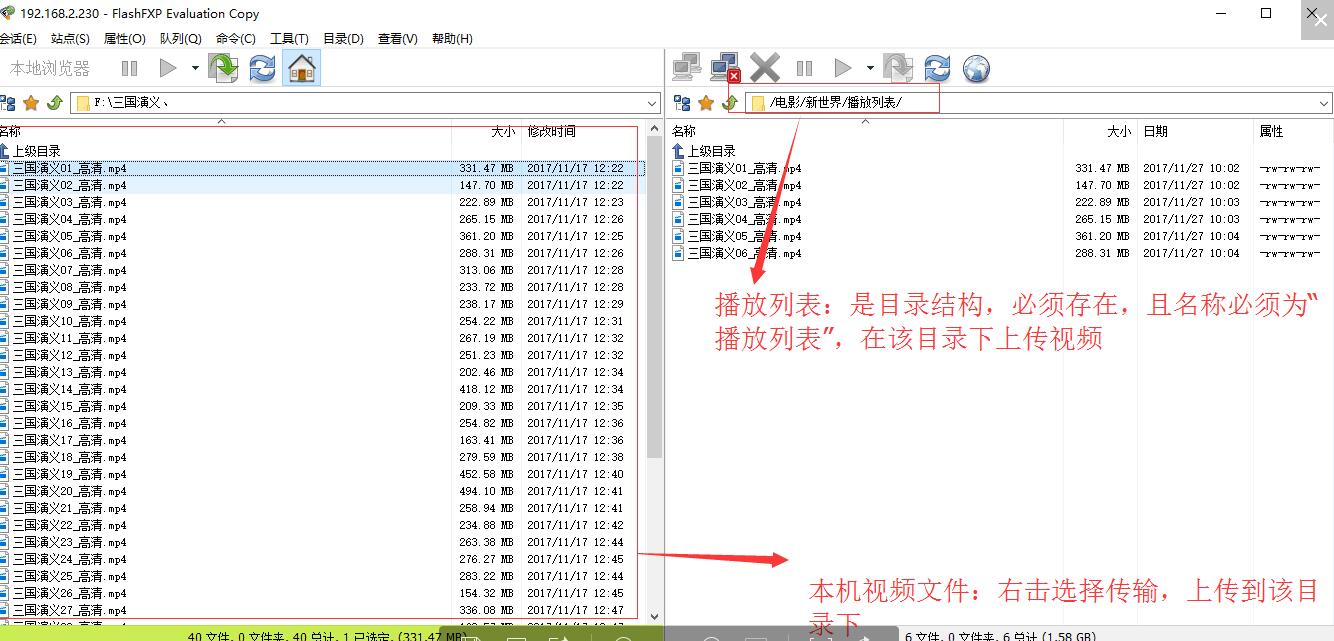 192.168.2.230 - FlashFXP Evaluation Copy
会话(E) 站点(S) 属性(O) 队列(Q) 命令(C) 工具(T) 目录(D) 查看(V) 帮助(H)
本地浏览器
F:\三国演义、
/电影/新世界/播放列表/
名称 大小 修改时间
上级目录
三国演义01_高清.mp4 331.47 MB 2017/11/17 12:22
三国演义02_高清.mp4 147.70 MB 2017/11/17 12:22
三国演义03_高清.mp4 222.89 MB 2017/11/17 12:23
三国演义04_高清.mp4 265.15 MB 2017/11/17 12:26
三国演义05_高清.mp4 361.20 MB 2017/11/17 12:25
三国演义06_高清.mp4 288.31 MB 2017/11/17 12:26
三国演义07_高清.mp4 313.06 MB 2017/11/17 12:28
三国演义08_高清.mp4 233.72 MB 2017/11/17 12:28
三国演义09_高清.mp4 238.17 MB 2017/11/17 12:29
三国演义10_高清.mp4 254.22 MB 2017/11/17 12:31
三国演义11_高清.mp4 267.19 MB 2017/11/17 12:32
三国演义12_高清.mp4 251.23 MB 2017/11/17 12:32
三国演义13_高清.mp4 202.46 MB 2017/11/17 12:34
三国演义14_高清.mp4 418.12 MB 2017/11/17 12:34
三国演义15_高清.mp4 209.33 MB 2017/11/17 12:35
三国演义16_高清.mp4 254.82 MB 2017/11/17 12:36
三国演义17_高清.mp4 163.41 MB 2017/11/17 12:36
三国演义18_高清.mp4 279.59 MB 2017/11/17 12:38
三国演义19_高清.mp4 452.58 MB 2017/11/17 12:40
三国演义20_高清.mp4 494.10 MB 2017/11/17 12:41
三国演义21_高清.mp4 258.94 MB 2017/11/17 12:41
三国演义22_高清.mp4 234.88 MB 2017/11/17 12:42
三国演义23_高清.mp4 263.38 MB 2017/11/17 12:44
三国演义24_高清.mp4 276.27 MB 2017/11/17 12:45
三国演义25_高清.mp4 283.22 MB 2017/11/17 12:44
三国演义26_高清.mp4 154.32 MB 2017/11/17 12:45
三国演义27_高清.mp4 336.08 MB 2017/11/17 12:47
40 文件, 0 文件夹, 40 总计, 1 已选定, (331.47 MB)
名称 大小 日期 属性
上级目录
三国演义01_高清.mp4 331.47 MB 2017/11/27 10:02 -rw-rw-rw-
三国演义02_高清.mp4 147.70 MB 2017/11/27 10:02 -rw-rw-rw-
三国演义03_高清.mp4 222.89 MB 2017/11/27 10:03 -rw-rw-rw-
三国演义04_高清.mp4 265.15 MB 2017/11/27 10:03 -rw-rw-rw-
三国演义05_高清.mp4 361.20 MB 2017/11/27 10:04 -rw-rw-rw-
三国演义06_高清.mp4 288.31 MB 2017/11/27 10:04 -rw-rw-rw-
播放列表：是目录结构，必须存在，且名称必须为“
播放列表”，在该目录下上传视频
本机视频文件：右击选择传输，上传到该目
录下
6 文件, 0 文件夹, 6 总计 (1.58 GB)